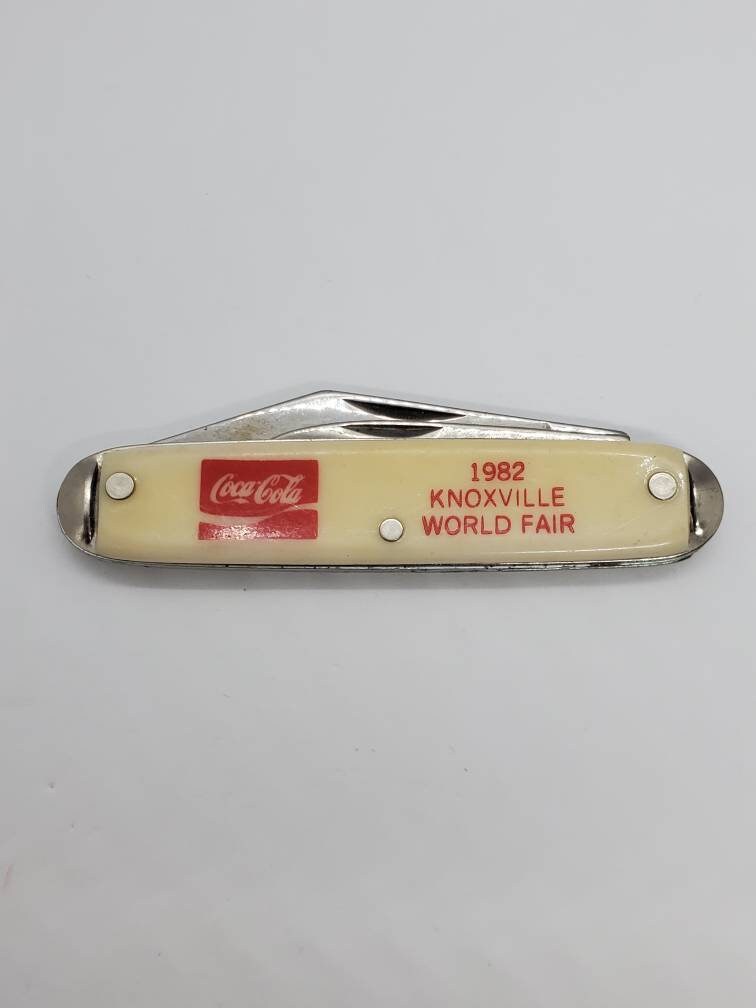 Coca-Cola
1982
KNOXVILLE
WORLD FAIR